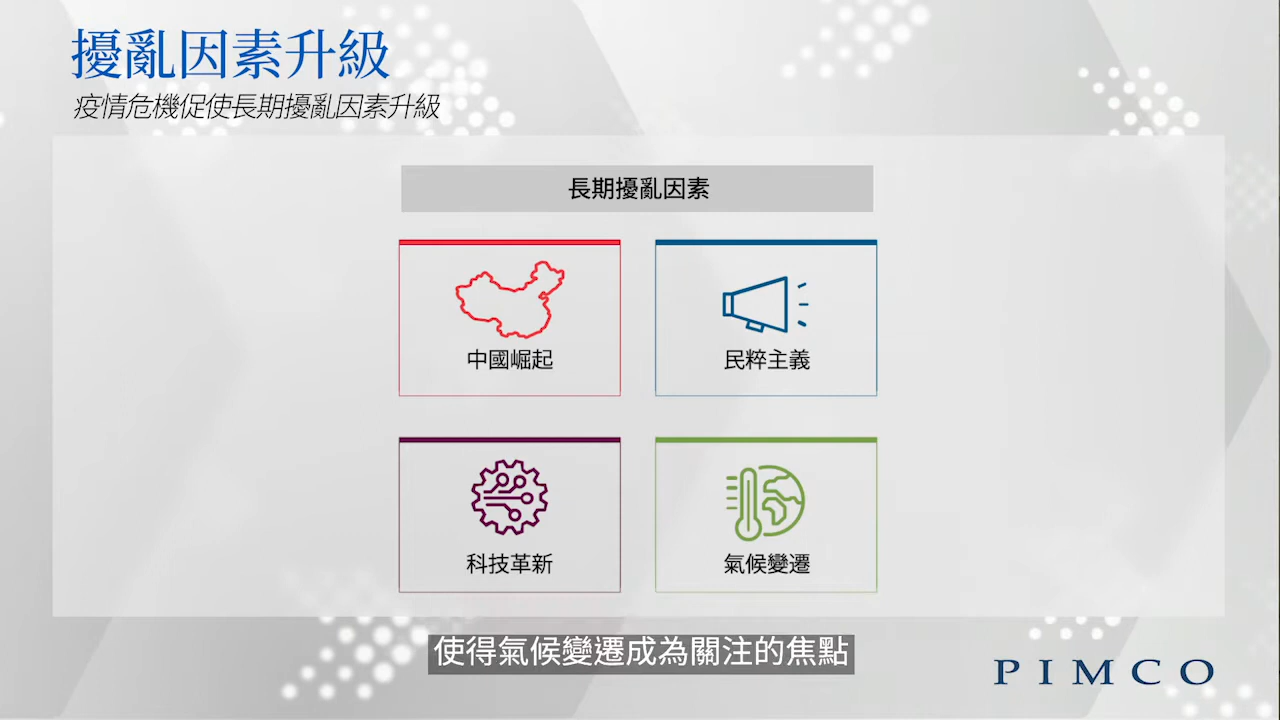 擾亂因素升級
疫情危機促使長期擾亂因素升級
長期擾亂因素
中國崛起
民粹主義
科技革新
氣候變遷
使得氣候變遷成為關注的焦點
PIMCO